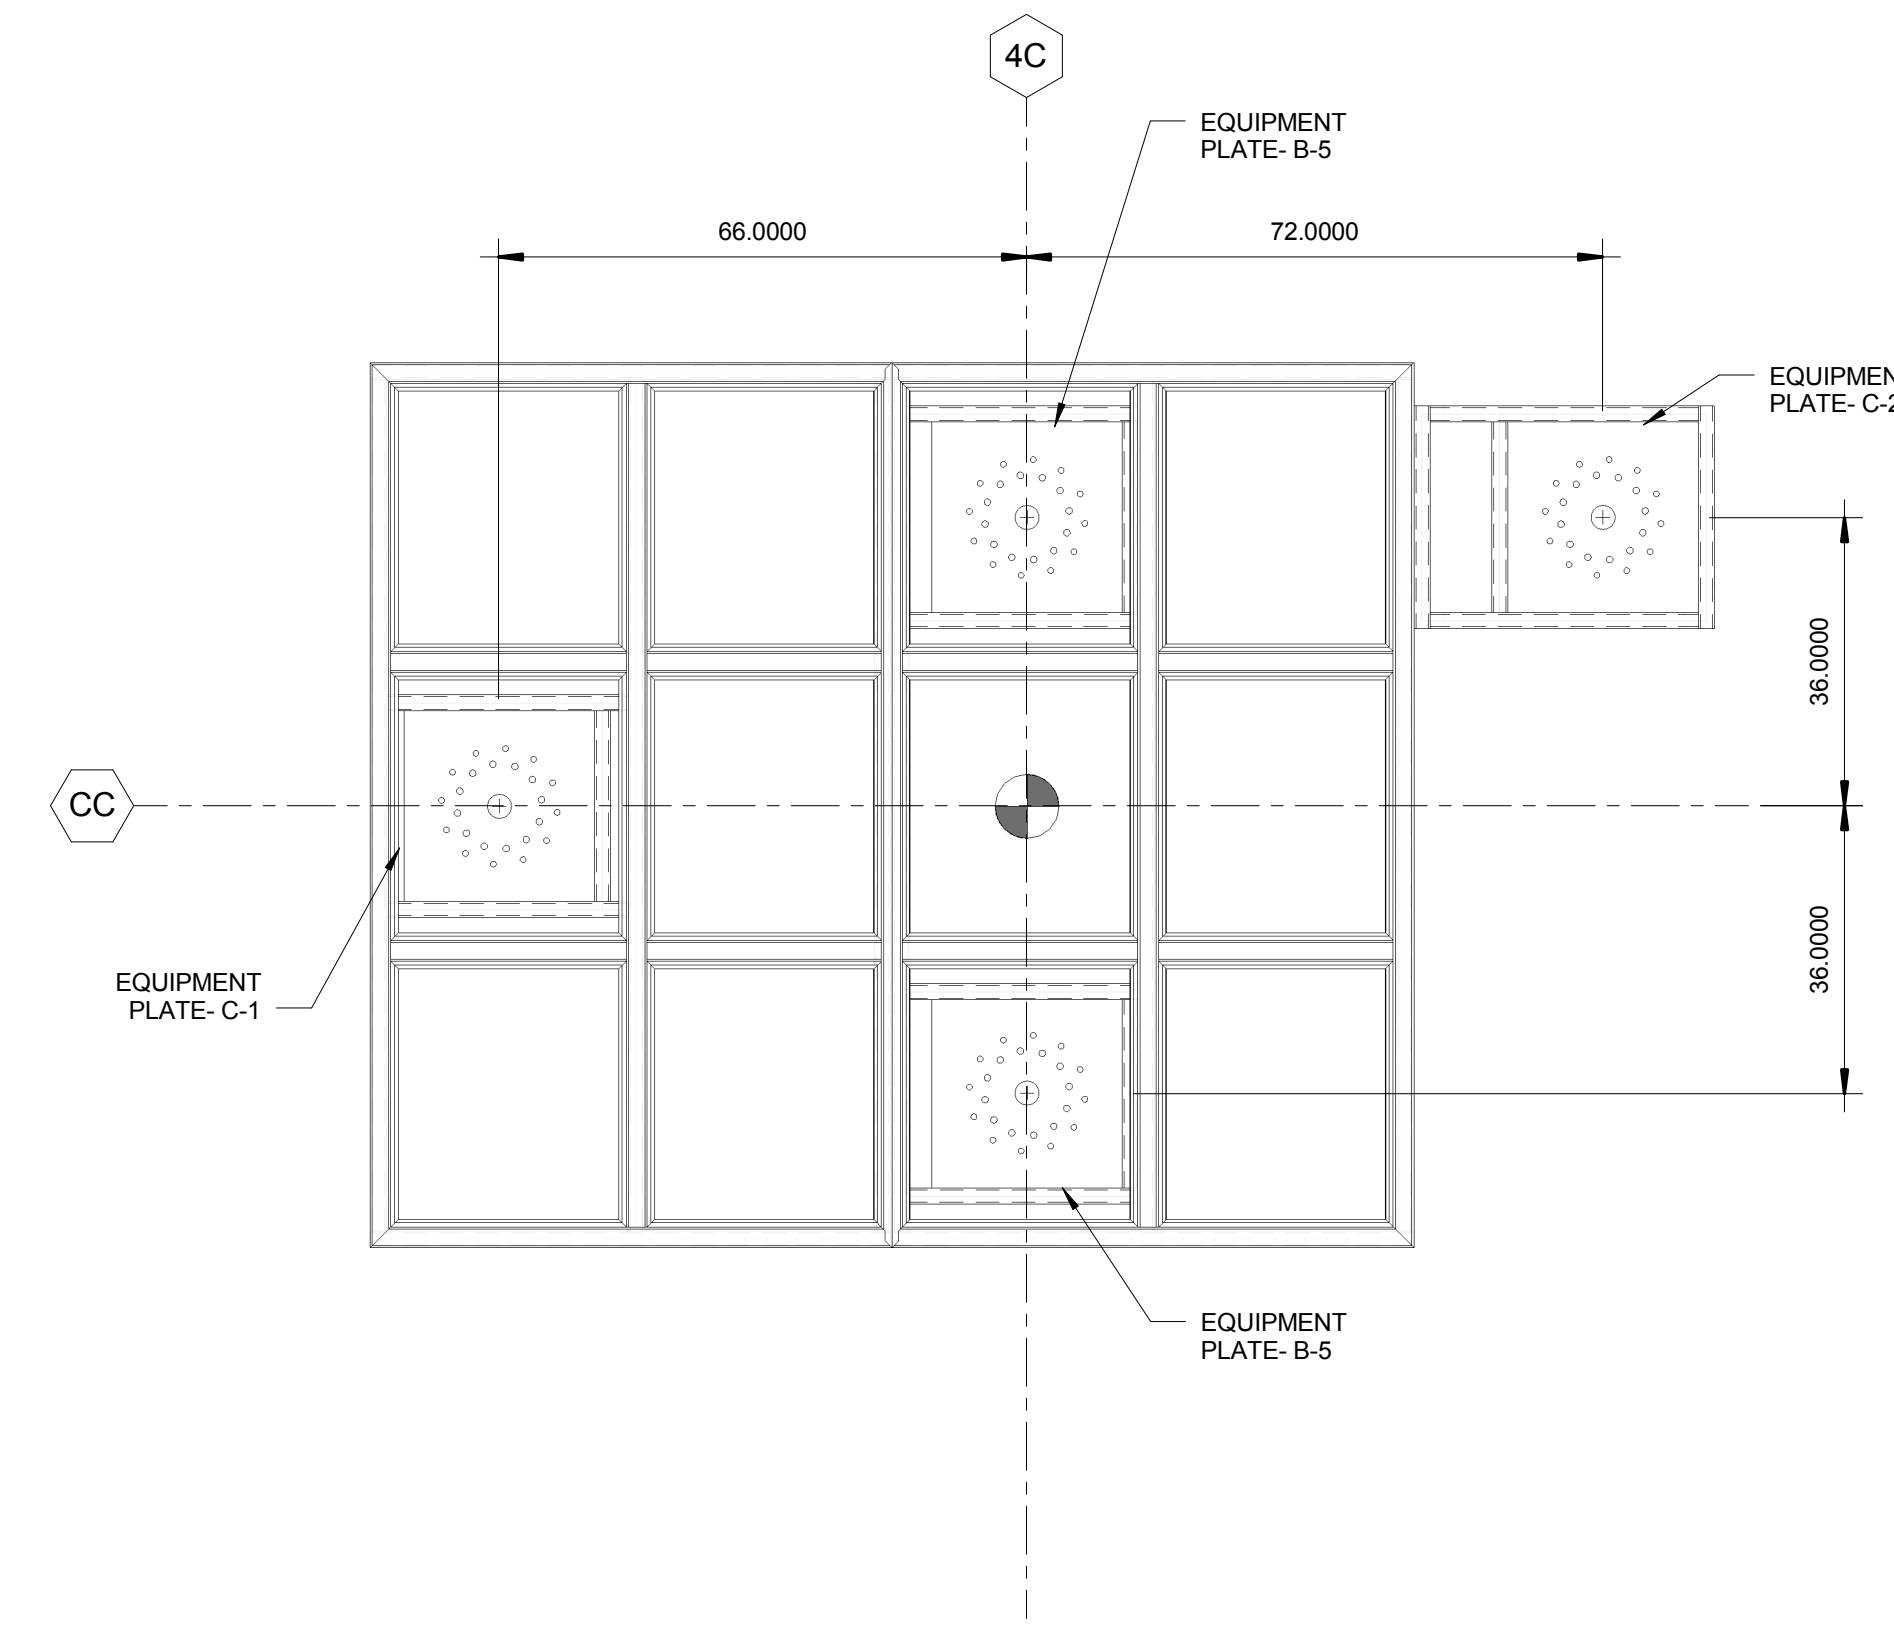 4C
EQUIPMENT
PLATE- B-5
66.0000
72.0000
EQUIPMEN
PLATE- C-2
36.0000
CC
36.0000
EQUIPMENT
PLATE- C-1
EQUIPMENT
PLATE- B-5